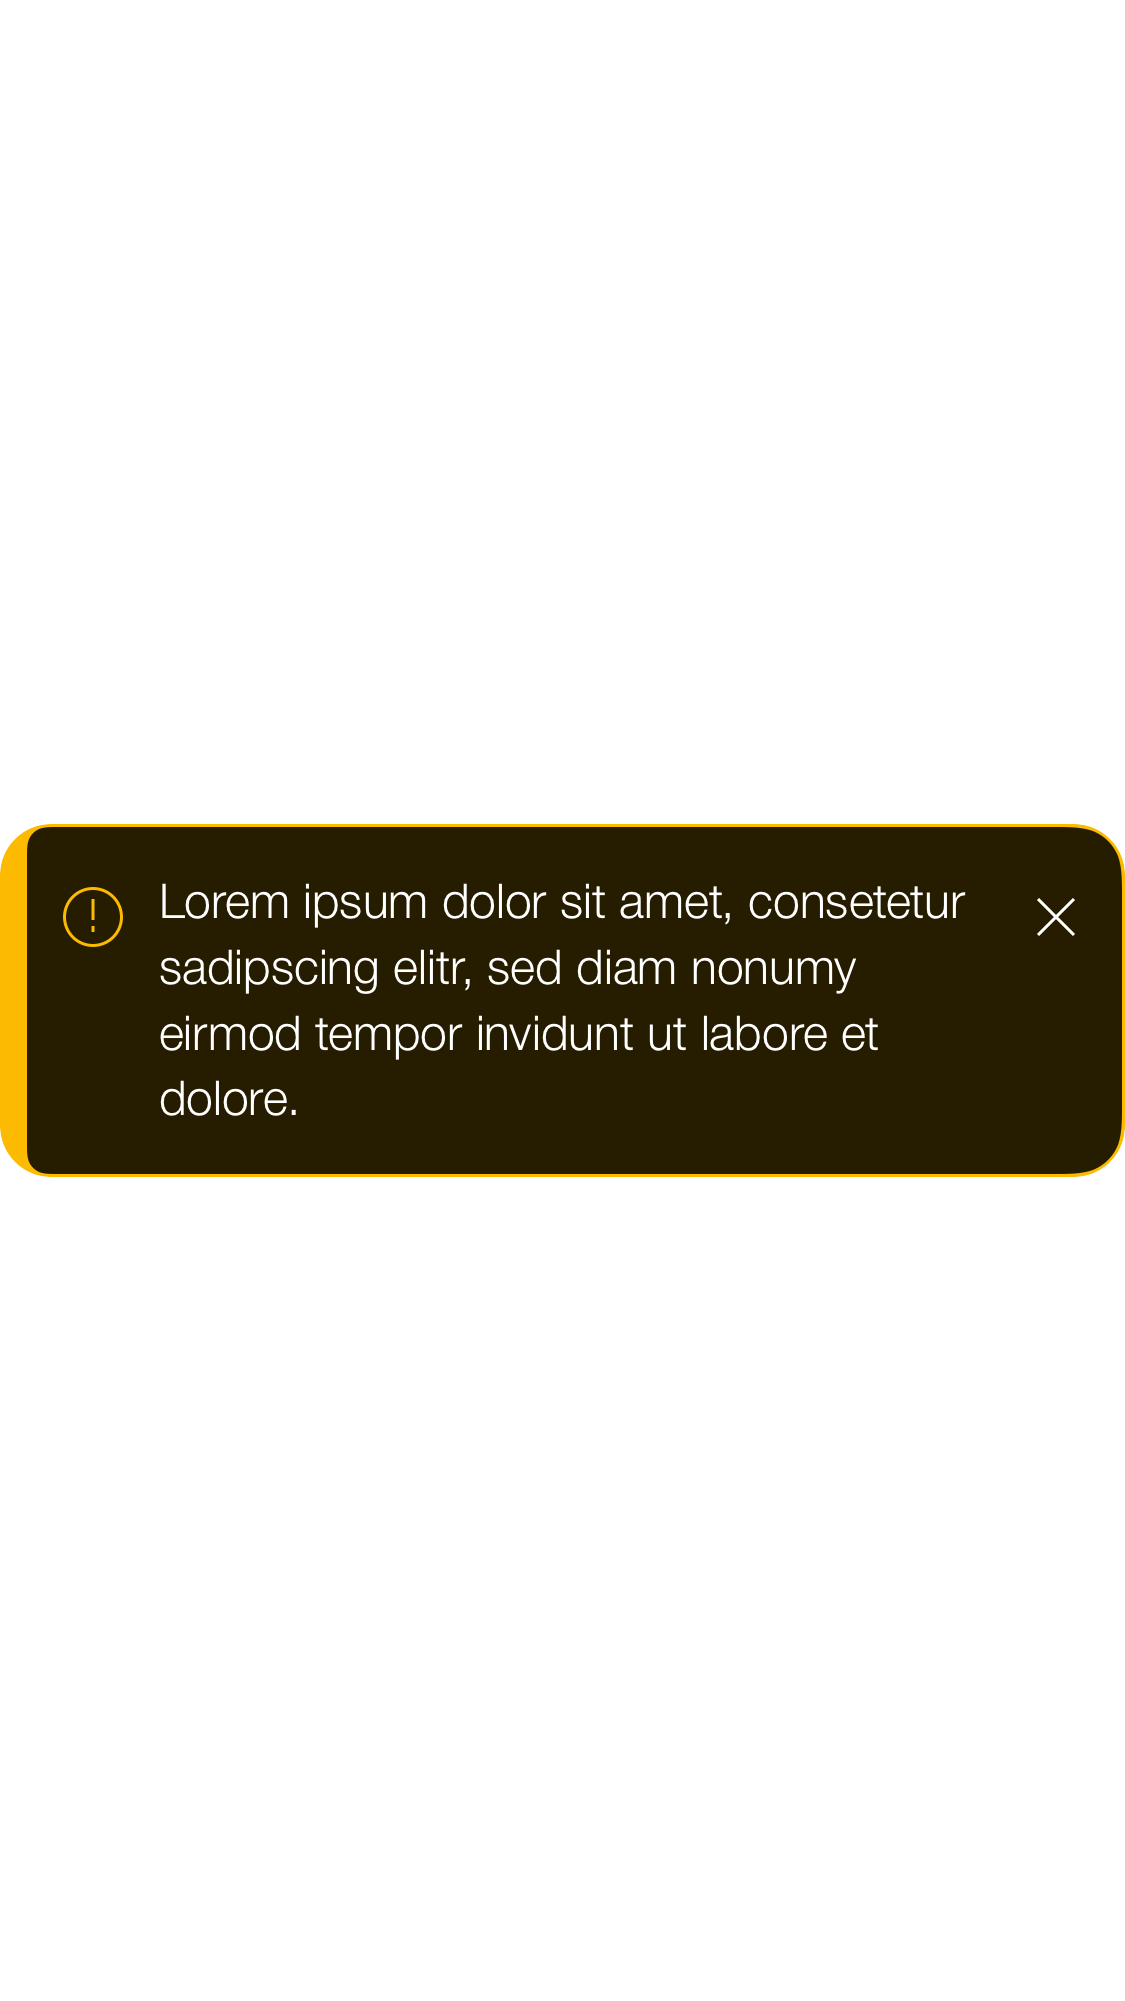 Lorem ipsum dolor sit amet, consetetur
sadipscing elitr, sed diam nonumy
eirmod tempor invidunt ut labore et
dolore.